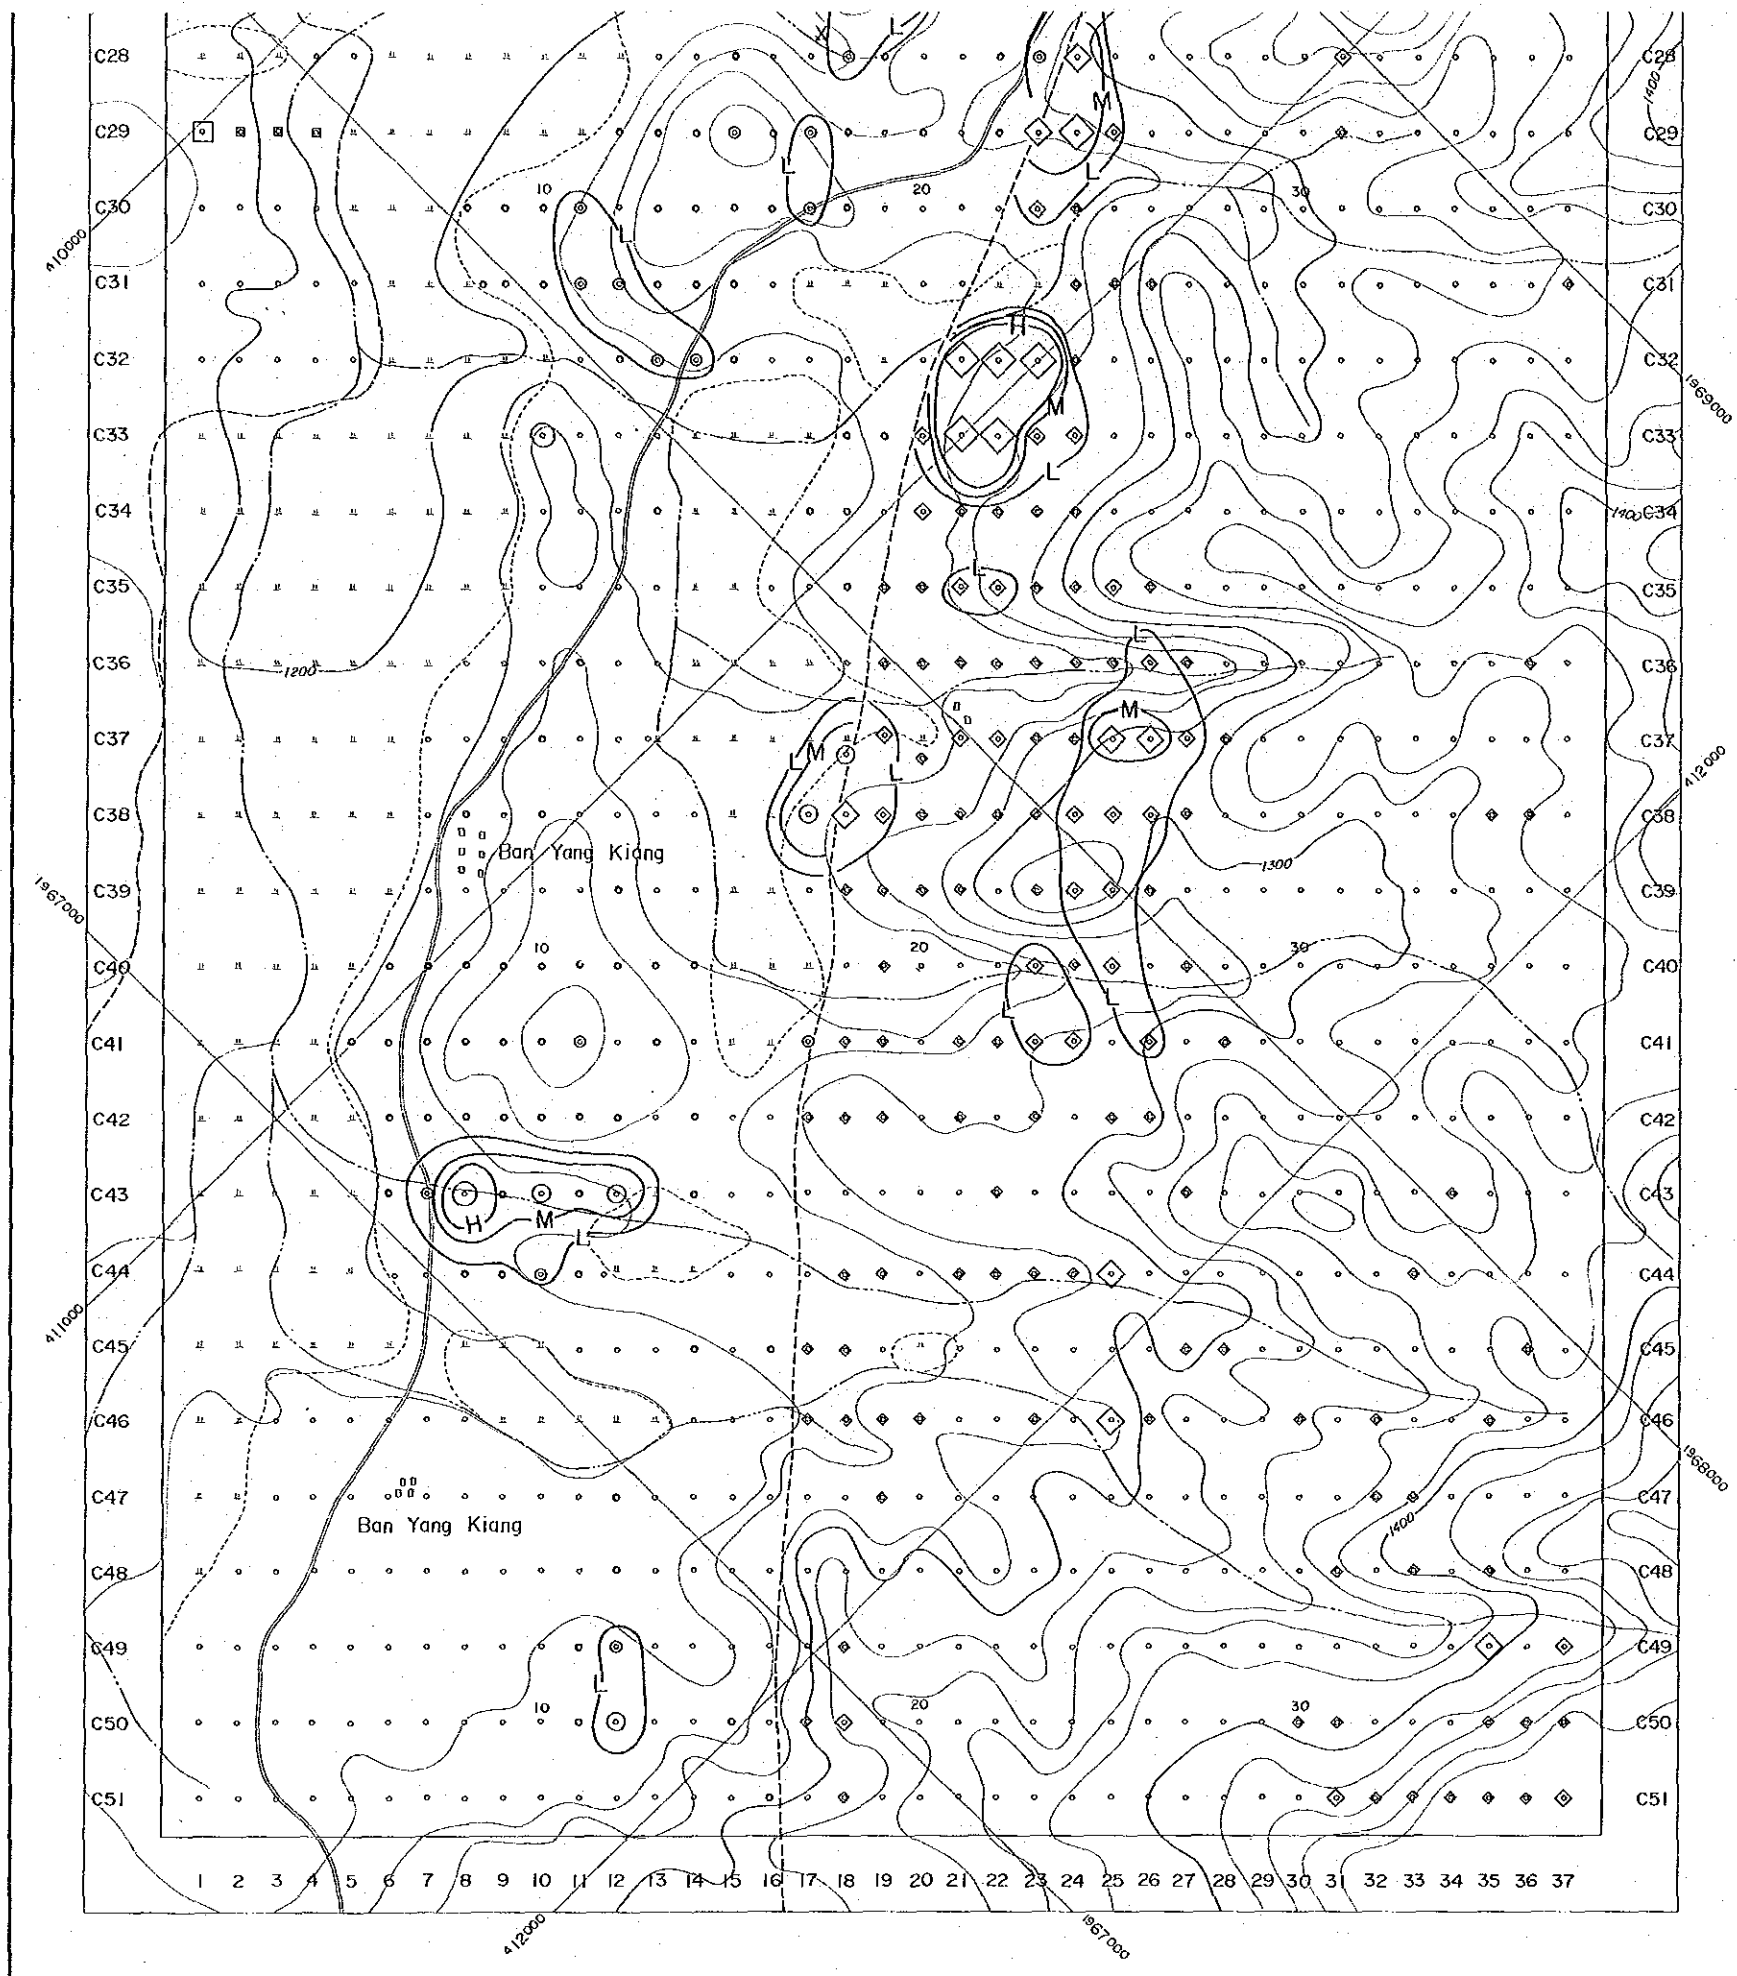 X L
C28 C28
1400
M
C29 C29
L L
10 20 30
C30 C30
410000 L
C31 C31
H
C32 C32
1969000
M
C33 C33
L
C34 1400 C34
L
C35 C35
L
C36 1200 C36
M
C37 L M L C37
412000
C38 C38
Ban Yang Kiang
1300
C39 C39
1967000
10 20 30
C40 C40
L L
C41 C41
C42 C42
C43 C43
H M
L
C44 C44
411000
C45 C45
C46 C46
1968000
C47 C47
Ban Yang Kiang 1400
C48 C48
C49 C49
L
10 20 30
C50 C50
C51 C51
1 2 3 4 5 6 7 8 9 10 11 12 13 14 15 16 17 18 19 20 21 22 23 24 25 26 27 28 29 30 31 32 33 34 35 36 37
412000 1967000